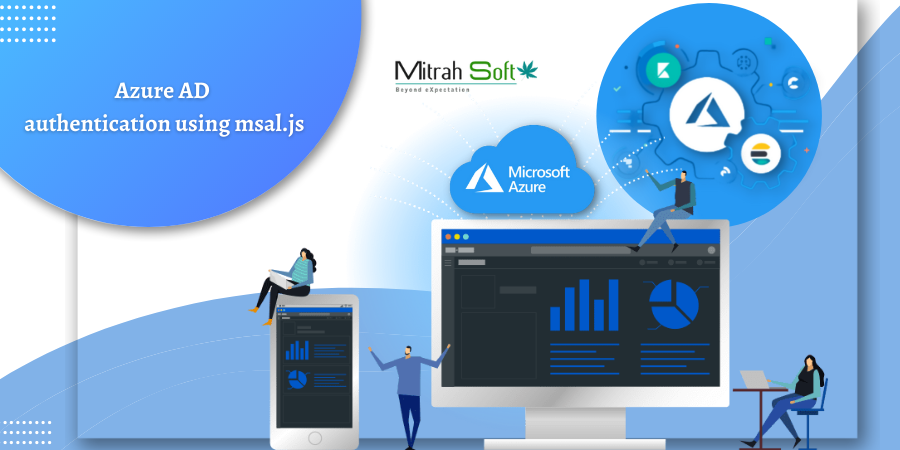 Azure AD
authentication using msal.js
Mitrah Soft
Beyond eXpectation
Microsoft
Azure